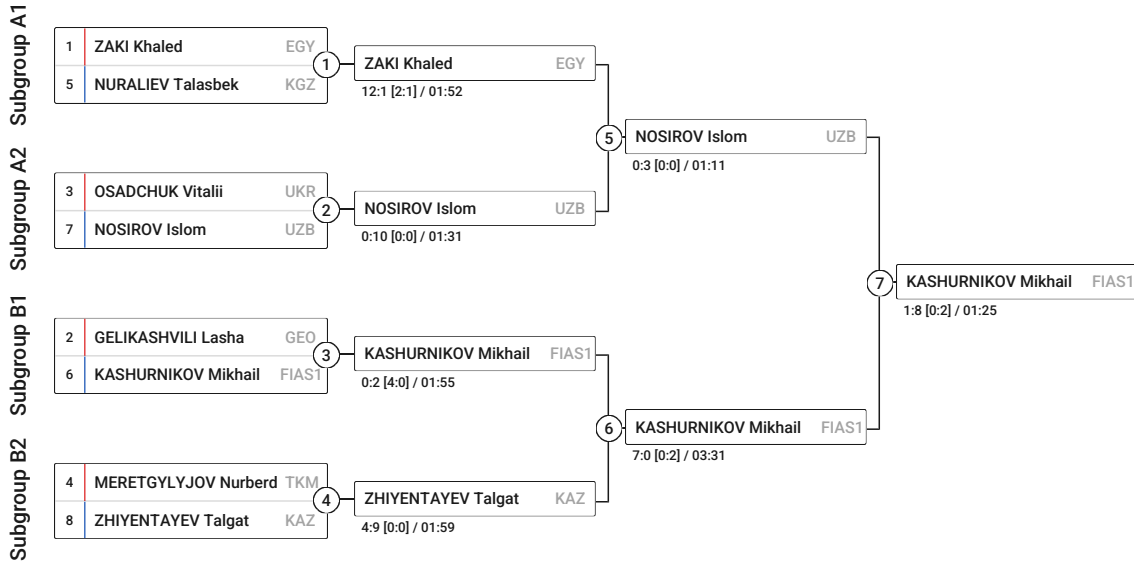 Subgroup A1
1 ZAKI Khaled EGY
5 NURALIEV Talasbek KGZ
1
ZAKI Khaled EGY
12:1 [2:1] / 01:52
Subgroup A2
3 OSADCHUK Vitalii UKR
7 NOSIROV Islom UZB
2
NOSIROV Islom UZB
0:10 [0:0] / 01:31
5
NOSIROV Islom UZB
0:3 [0:0] / 01:11
Subgroup B1
2 GELIKASHVILI Lasha GEO
6 KASHURNIKOV Mikhail FIAS1
3
KASHURNIKOV Mikhail FIAS1
0:2 [4:0] / 01:55
Subgroup B2
4 MERETGYLYJOV Nurberd TKM
8 ZHIYENTAYEV Talgat KAZ
4
ZHIYENTAYEV Talgat KAZ
4:9 [0:0] / 01:59
6
KASHURNIKOV Mikhail FIAS1
7:0 [0:2] / 03:31
7
KASHURNIKOV Mikhail FIAS1
1:8 [0:2] / 01:25